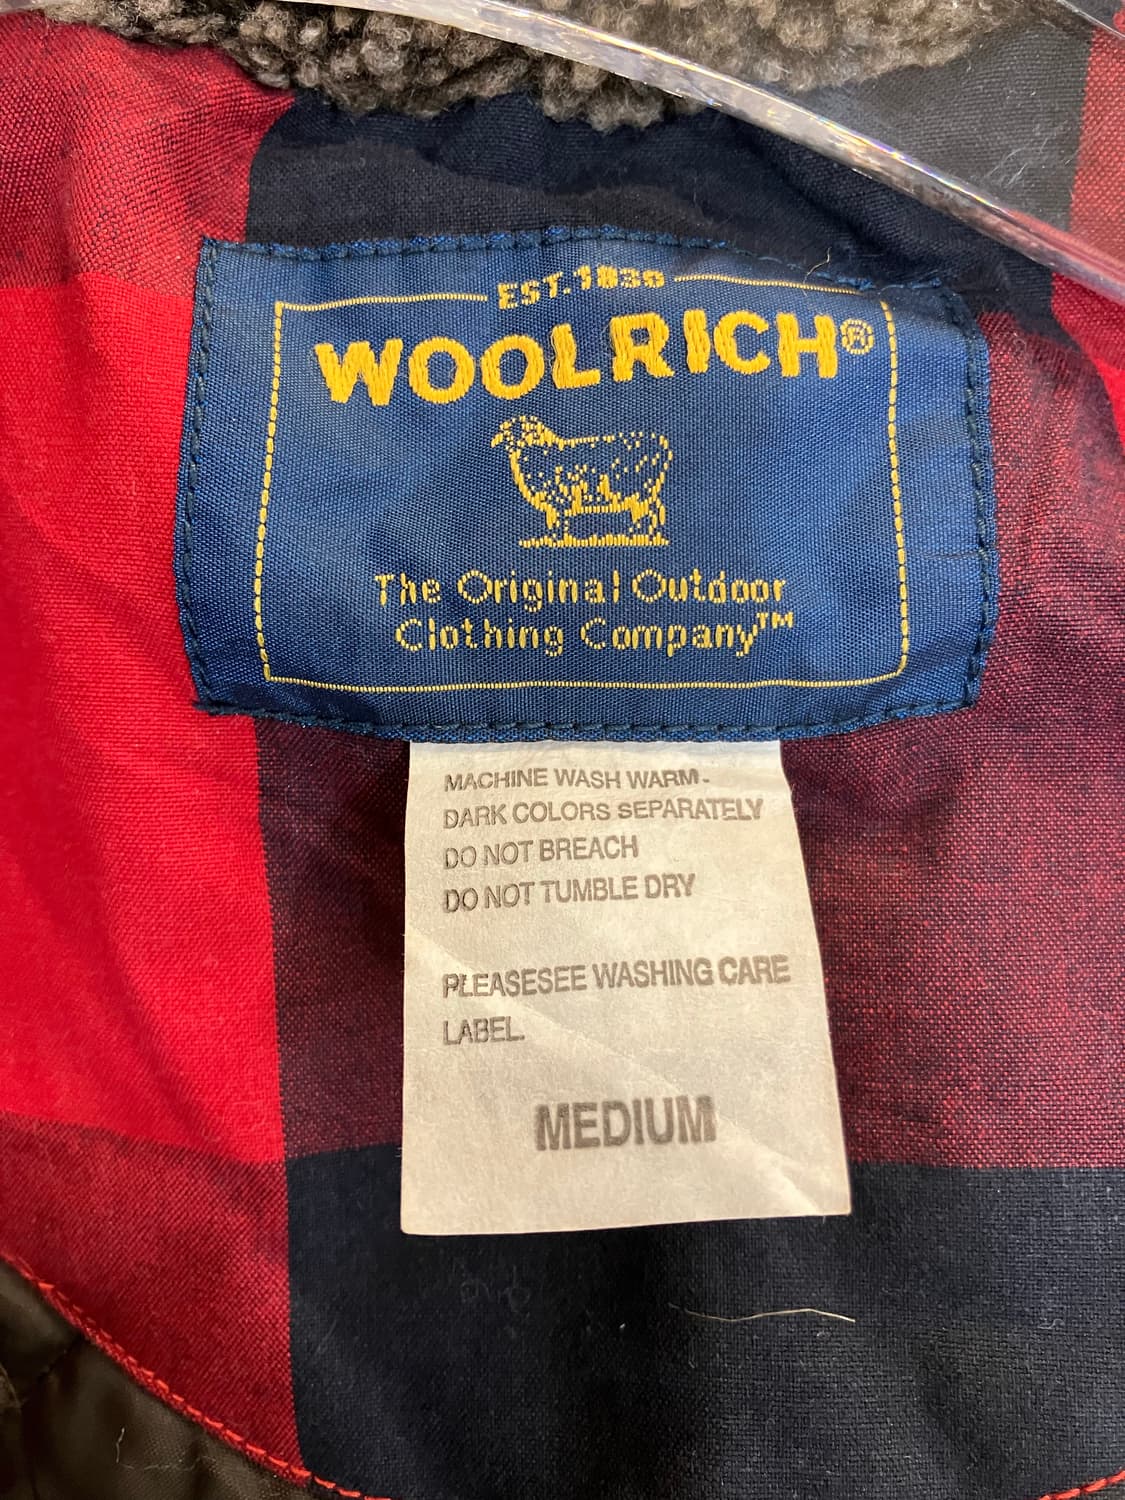 EST. 1830
WOOLRICH®
The Original Outdoor
Clothing Company™
MACHINE WASH WARM.
DARK COLORS SEPARATELY
DO NOT BREACH
DO NOT TUMBLE DRY
PLEASESEE WASHING CARE
LABEL.
MEDIUM